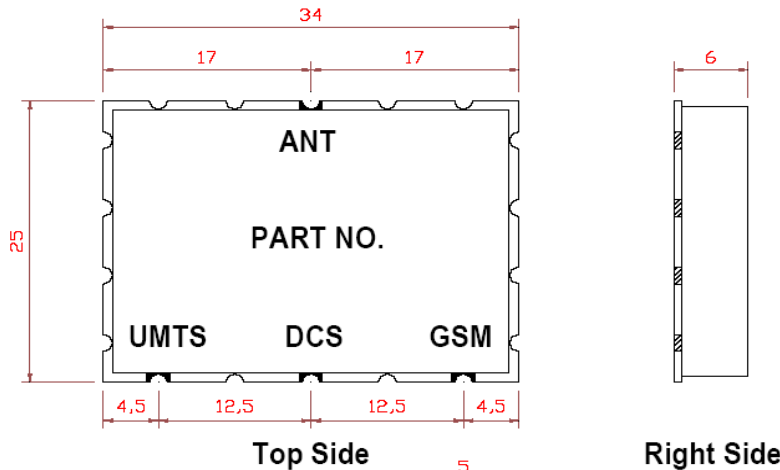 34
17 17 6
ANT
25
PART NO.
UMTS DCS GSM
4,5 12,5 12,5 4,5
Top Side Right Side
5